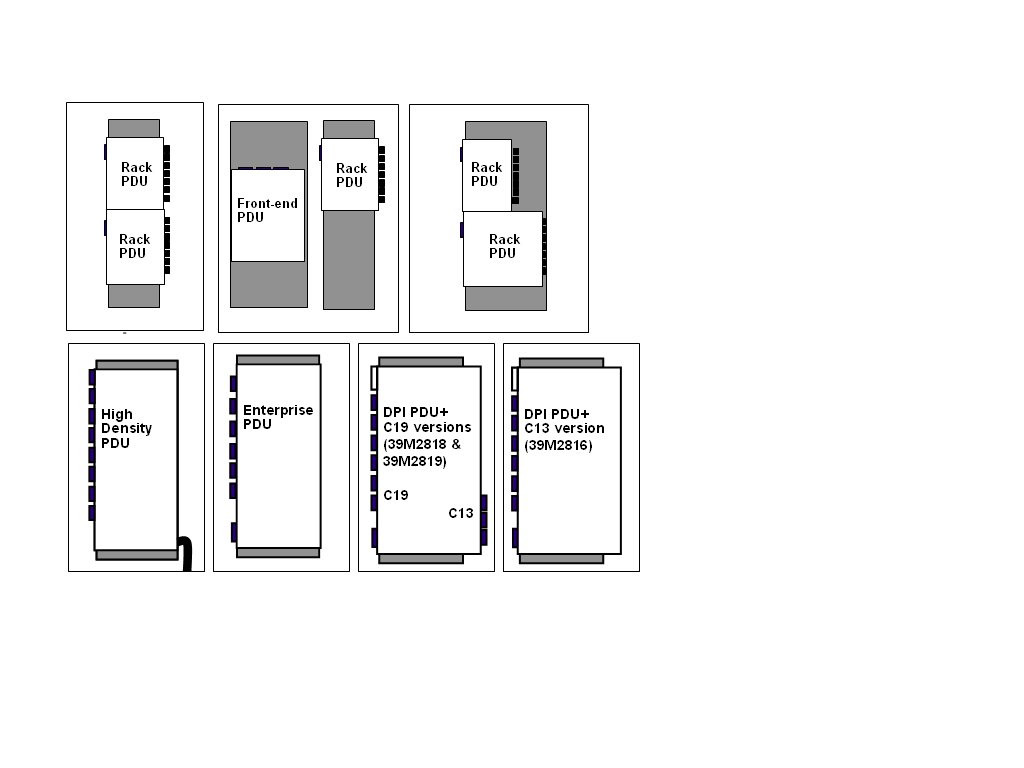 Rack
PDU
Rack
PDU
Front-end
PDU
Rack
PDU
Rack
PDU
Rack
PDU
High
Density
PDU
Enterprise
PDU
DPI PDU+
C19 versions
(39M2818 &
39M2819)
C19
C13
DPI PDU+
C13 version
(39M2816)